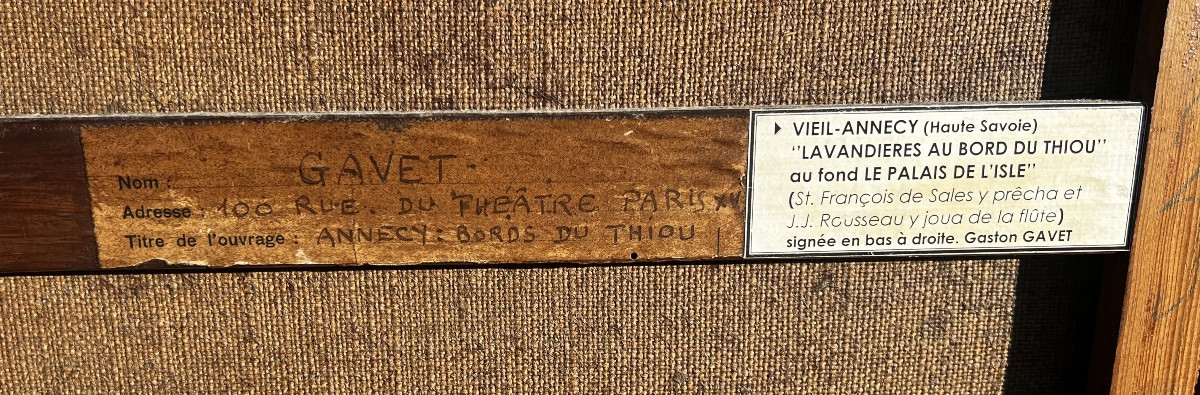 Nom : GAVET-
Adresse : 100 RUE. DU THÉÂTRE PARIS XV
Titre de l'ouvrage : ANNECY: BORDS DU THIOU
VIEIL-ANNECY (Haute Savoie)
"LAVANDIERES AU BORD DU THIOU"
au fond LE PALAIS DE L'ISLE"
(St. François de Sales y prêcha et
J.J. Rousseau y joua de la flûte)
signée en bas à droite. Gaston GAVET